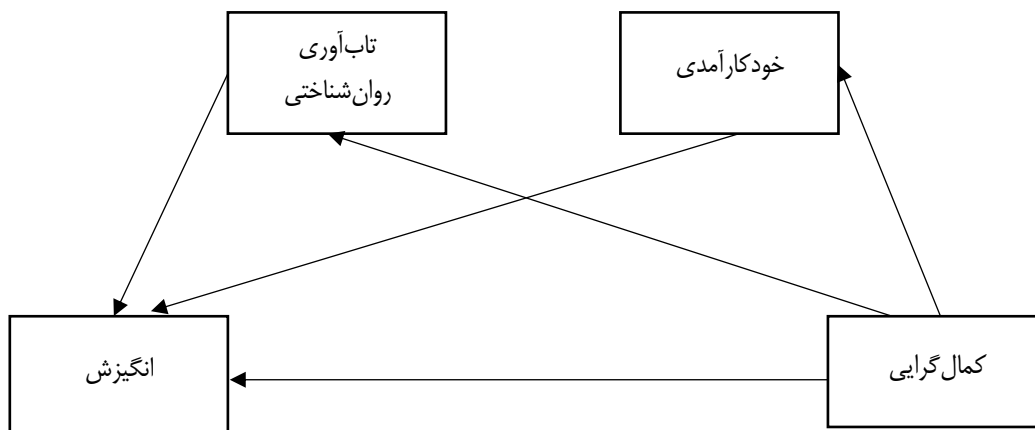 خودکارآمدی
تاب‌آوری
روان‌شناختی
کمال‌گرایی
انگیزش